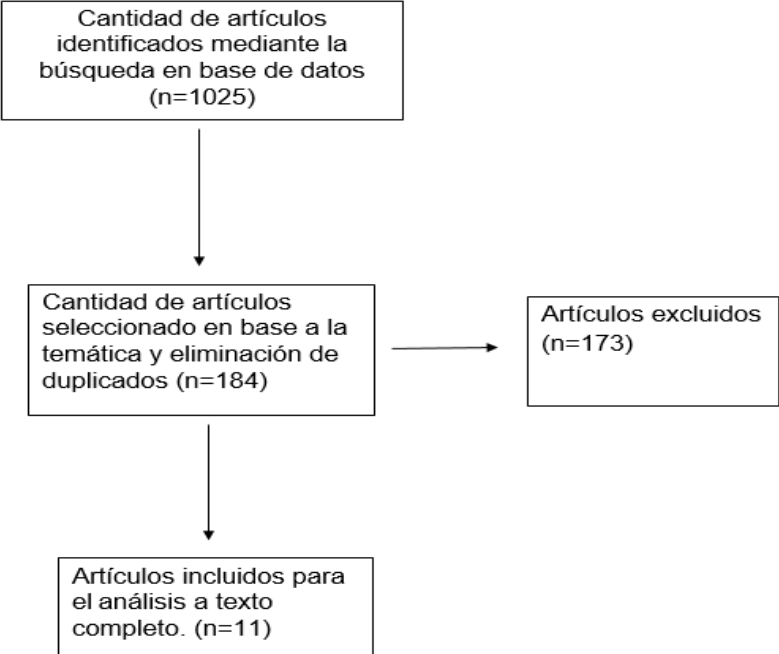 Cantidad de artículos
identificados mediante la
búsqueda en base de datos
(n=1025)
Cantidad de artículos
seleccionado en base a la
temática y eliminación de
duplicados (n=184)
Artículos excluidos
(n=173)
Artículos incluidos para
el análisis a texto
completo. (n=11)